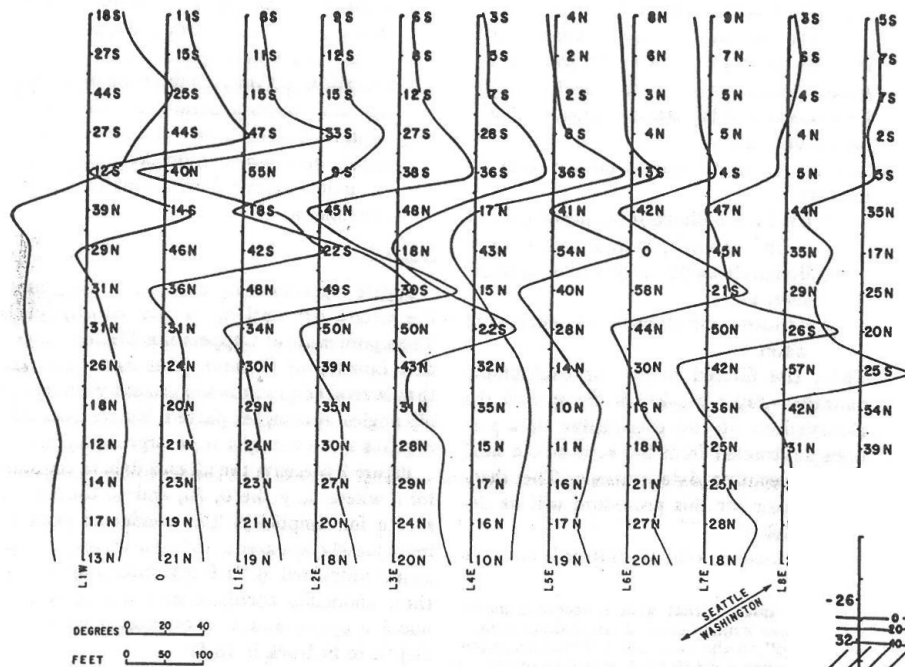 18S 11S 8S 9S 6S 3S 4N 8N 9N 3S 5S
27S 15S 11S 12S 8S 5S 2N 6N 7N 6S 7S
44S 25S 15S 12S 7S 2S 3N 5N 4S 7S
27S 44S 47S 33S 27S 28S 8S 4N 5N 4N 2S
12S 40N 55N 9S 38S 36S 36S 13S 4S 5N 5S
39N 14S 18S 45N 48N 17N 41N 42N 47N 44N 35N
29N 46N 42S 22S 18N 43N 54N 0 45N 35N 17N
31N 36N 48N 49S 30S 15N 40N 58N 21S 29N 25N
31N 31N 34N 50N 50N 22S 28N 44N 26S 20N
26N 24N 30N 39N 43N 32N 14N 30N 42N 57N 25S
18N 20N 29N 35N 34N 35N 10N 16N 36N 42N 54N
12N 21N 24N 30N 28N 15N 11N 18N 25N 31N 39N
14N 23N 23N 27N 29N 17N 16N 21N 25N
17N 19N 21N 20N 24N 16N 17N 27N 28N
13N 21N 19N 18N 20N 10N 19N 20N 18N
L1W 0 L1E L2E L3E L4E L5E L6E L7E L8E
SEATTLE
WASHINGTON
DEGREES 0 20 40
FEET 0 100
-26
32
0
20